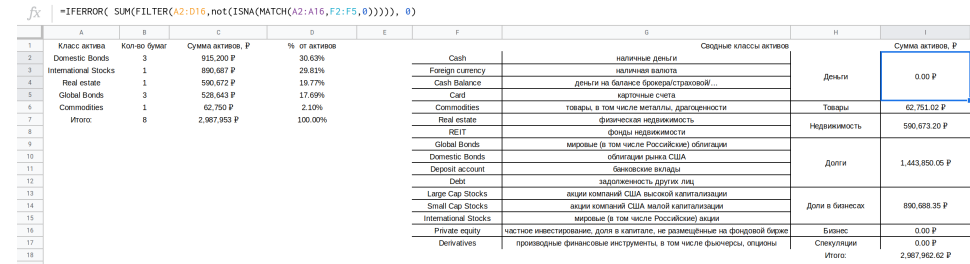 fx =IFERROR( SUM(FILTER(A2:D16,not(ISNA(MATCH(A2:A16,F2:F5,0))))), 0)
A B C D E F G H I
1 Класс актива Кол-во бумаг Сумма активов, ₽ % от активов Сводные классы активов Сумма активов, ₽
2 Domestic Bonds 3 915,200 ₽ 30.63% Cash наличные деньги Деньги 0.00 ₽
3 International Stocks 1 890,687 ₽ 29.81% Foreign currency наличная валюта
4 Real estate 1 590,672 ₽ 19.77% Cash Balance деньги на балансе брокера/страховой/...
5 Global Bonds 3 528,643 ₽ 17.69% Card карточные счета
6 Commodities 1 62,750 ₽ 2.10% Commodities товары, в том числе металлы, драгоценности Товары 62,751.02 ₽
7 Итого: 8 2,987,953 ₽ 100.00% Real estate физическая недвижимость Недвижимость 590,673.20 ₽
8 REIT фонды недвижимости
9 Global Bonds мировые (в том числе Российские) облигации Долги 1,443,850.05 ₽
10 Domestic Bonds облигации рынка США
11 Deposit account банковские вклады
12 Debt задолженность других лиц
13 Large Cap Stocks акции компаний США высокой капитализации Доли в бизнесах 890,688.35 ₽
14 Small Cap Stocks акции компаний США малой капитализации
15 International Stocks мировые (в том числе Российские) акции
16 Private equity частное инвестирование, доля в капитале, не размещённые на фондовой бирже Бизнес 0.00 ₽
17 Derivatives производные финансовые инструменты, в том числе фьючерсы, опционы Спекуляции 0.00 ₽
18 Итого: 2,987,962.62 ₽